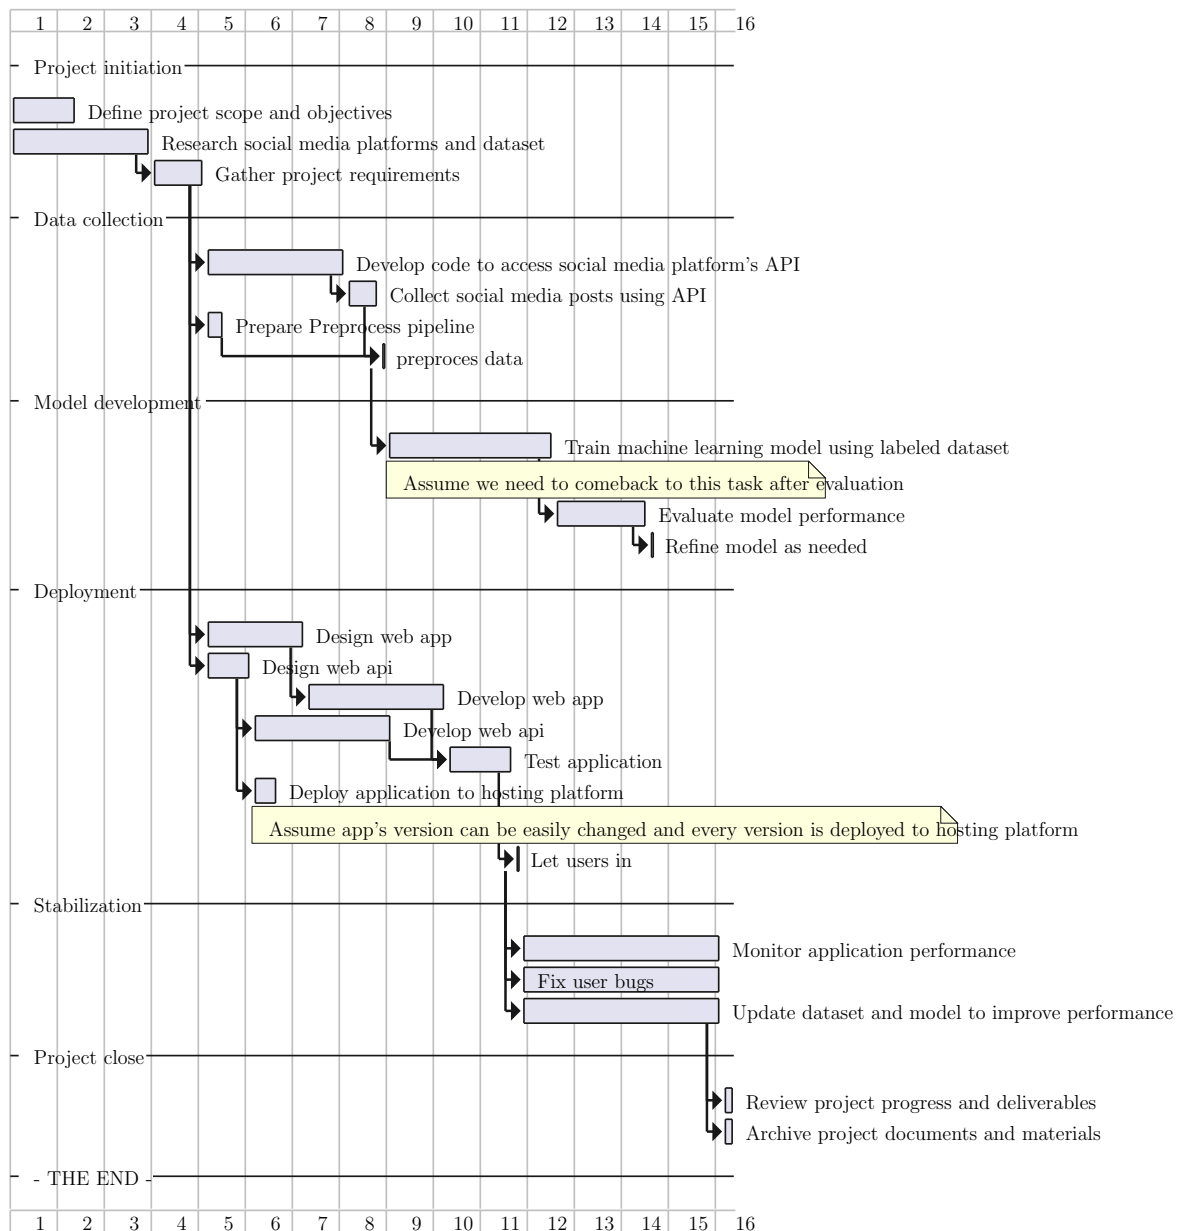 1 2 3 4 5 6 7 8 9 10 11 12 13 14 15 16
Project initiation
Define project scope and objectives
Research social media platforms and dataset
Gather project requirements
Data collection
Develop code to access social media platform's API
Collect social media posts using API
Prepare Preprocess pipeline
preproces data
Model development
Train machine learning model using labeled dataset
Assume we need to comeback to this task after evaluation
Evaluate model performance
Refine model as needed
Deployment
Design web app
Design web api
Develop web app
Develop web api
Test application
Deploy application to hosting platform
Assume app's version can be easily changed and every version is deployed to hosting platform
Let users in
Stabilization
Monitor application performance
Fix user bugs
Update dataset and model to improve performance
Project close
Review project progress and deliverables
Archive project documents and materials
- THE END -
1 2 3 4 5 6 7 8 9 10 11 12 13 14 15 16